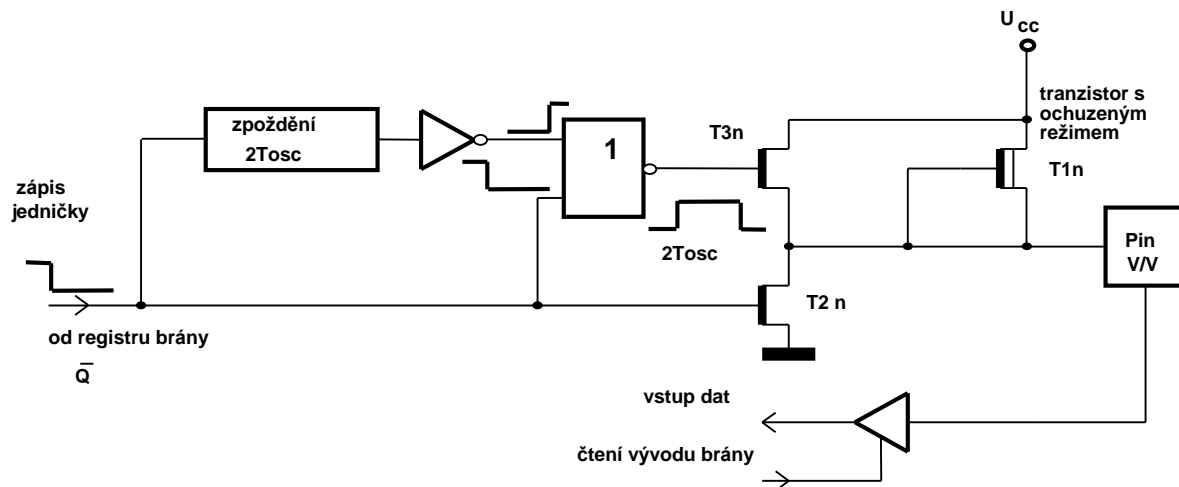 U cc
tranzistor s
ochuzeným
režimem
T3n
zpoždění
2Tosc
1
T1n
zápis
jedničky
2Tosc
Pin
V/V
T2 n
od registru brány
Q̅
vstup dat
čtení vývodu brány